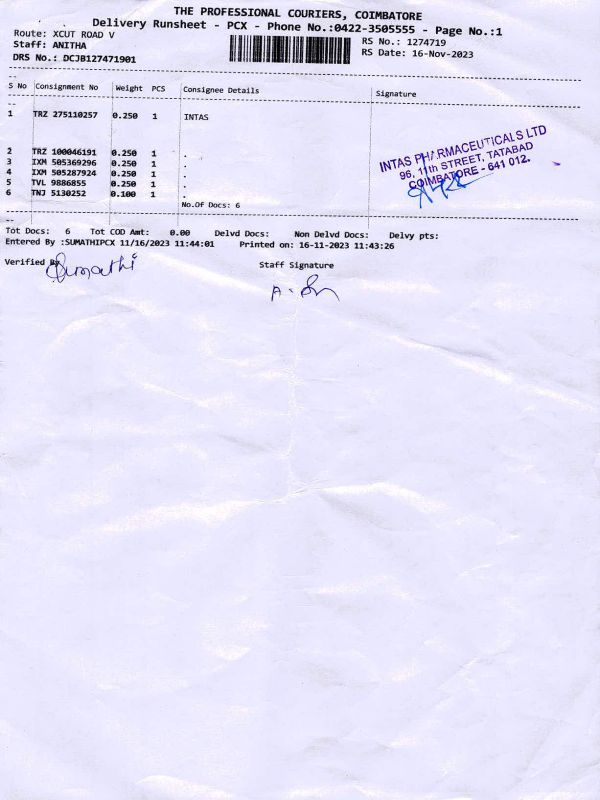 THE PROFESSIONAL COURIERS, COIMBATORE
Delivery Runsheet - PCX - Phone No.:0422-3505555 - Page No.:1
Route: XCUT ROAD V
RS No.: 1274719
Staff: ANITHA
RS Date: 16-Nov-2023
DRS No.: DCJB127471901
S No Consignment No Weight PCS Consignee Details Signature
1 TRZ 275110257 0.250 1 INTAS
2 TRZ 100046191 0.250 1 .
3 IXM 505369296 0.250 1 .
4 IXM 505287924 0.250 1 .
5 TVL 9886855 0.250 1 .
6 TNJ 5130252 0.100 1 .
INTAS PHARMACEUTICALS LTD
96, 11th STREET, TATABAD
COIMBATORE - 641 012.
No.Of Docs: 6
Tot Docs: 6 Tot COD Amt: 0.00 Delvd Docs: Non Delvd Docs: Delvy pts:
Entered By :SUMATHIPCX 11/16/2023 11:44:01 Printed on: 16-11-2023 11:43:26
Verified By Sumathi
Staff Signature